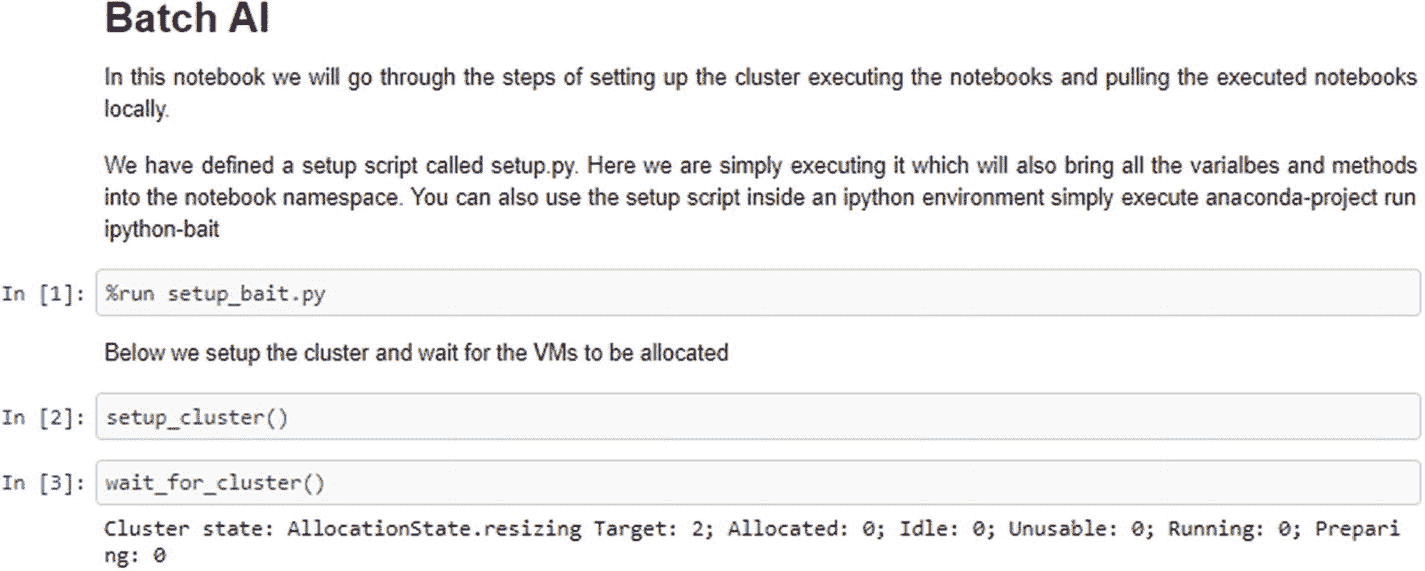 Batch AI
In this notebook we will go through the steps of setting up the cluster executing the notebooks and pulling the executed notebooks
locally.
We have defined a setup script called setup.py. Here we are simply executing it which will also bring all the varialbes and methods
into the notebook namespace. You can also use the setup script inside an ipython environment simply execute anaconda-project run
ipython-bait
In [1]: %run setup_bait.py
Below we setup the cluster and wait for the VMs to be allocated
In [2]: setup_cluster()
In [3]: wait_for_cluster()
Cluster state: AllocationState.resizing Target: 2; Allocated: 0; Idle: 0; Unusable: 0; Running: 0; Prepari
ng: 0